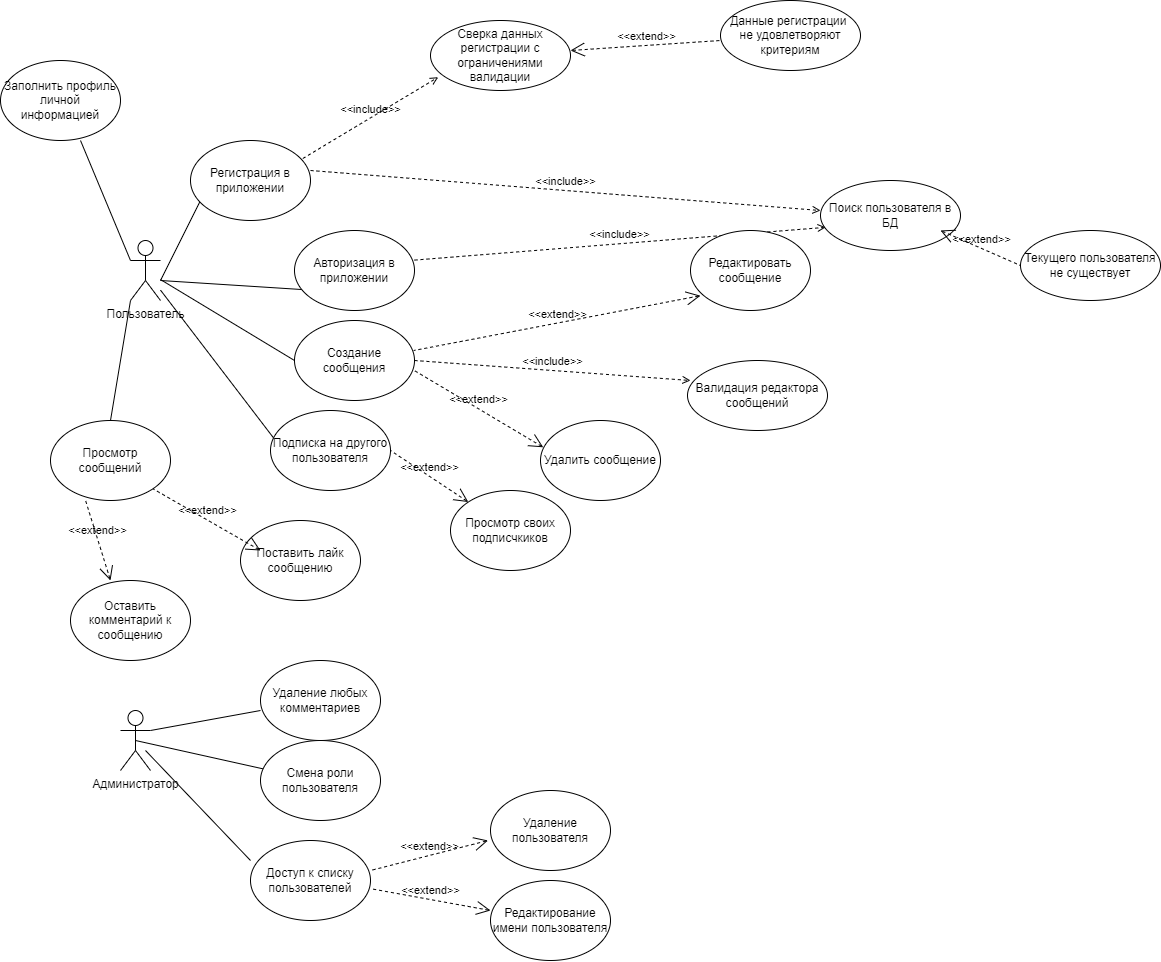 Данные регистрации
не удовлетворяют
критериям
Сверка данных
регистрации с
ограничениями
валидации
<<extend>>
Заполнить профиль
личной
информацией
<<include>>
Регистрация в
приложении
<<include>>
Поиск пользователя в
БД
<<include>>
<<extend>>
Текущего пользователя
не существует
Авторизация в
приложении
Редактировать
сообщение
Пользователь
<<extend>>
Создание
сообщения
<<include>>
Валидация редактора
сообщений
<<extend>>
Удалить сообщение
Подписка на другого
пользователя
<<extend>>
Просмотр своих
подписчкиков
Просмотр
сообщений
<<extend>>
<<extend>>
Поставить лайк
сообщению
Оставить
комментарий к
сообщению
Удаление любых
комментариев
Администратор
Смена роли
пользователя
Доступ к списку
пользователей
<<extend>>
Удаление
пользователя
<<extend>>
Редактирование
имени пользователя